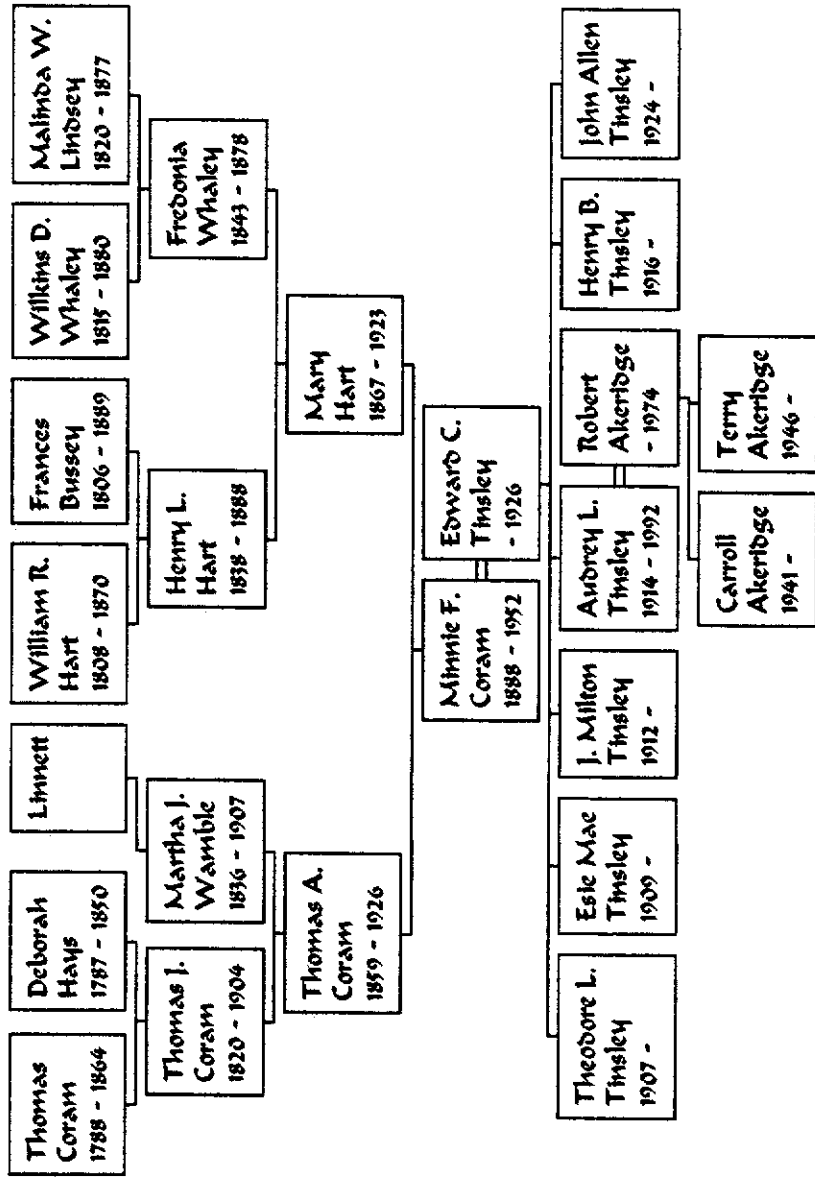 Thomas
Coram
1788 - 1864
Deborah
Hays
1787 - 1850
Linnett
William R.
Hart
1808 - 1870
Frances
Bussey
1806 - 1889
Wilkins D.
Whaley
1815 - 1880
Malinda W.
Lindsey
1820 - 1877
Thomas J.
Coram
1820 - 1904
Martha J.
Wamble
1836 - 1907
Henry L.
Hart
1838 - 1888
Fredonia
Whaley
1843 - 1878
Thomas A.
Coram
1859 - 1926
Mary
Hart
1867 - 1923
Minnie F.
Coram
1888 - 1952
Edward C.
Tinsley
- 1926
Theodore L.
Tinsley
1907 -
Esie Mae
Tinsley
1909 -
J. Milton
Tinsley
1912 -
Audrey L.
Tinsley
1914 - 1992
Robert
Akeridge
- 1974
Henry B.
Tinsley
1916 -
John Allen
Tinsley
1924 -
Carroll
Akeridge
1941 -
Terry
Akeridge
1946 -